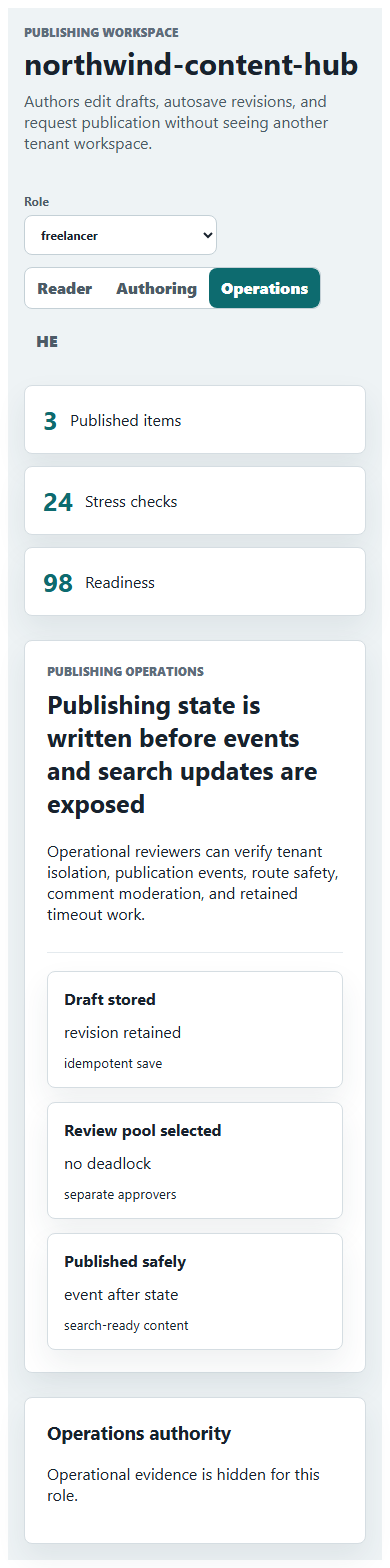 PUBLISHING WORKSPACE
northwind-content-hub
Authors edit drafts, autosave revisions, and
request publication without seeing another
tenant workspace.
Role
freelancer
Reader Authoring Operations
HE
3 Published items
24 Stress checks
98 Readiness
PUBLISHING OPERATIONS
Publishing state is
written before events
and search updates are
exposed
Operational reviewers can verify tenant
isolation, publication events, route safety,
comment moderation, and retained
timeout work.
Draft stored
revision retained
idempotent save
Review pool selected
no deadlock
separate approvers
Published safely
event after state
search-ready content
Operations authority
Operational evidence is hidden for this
role.